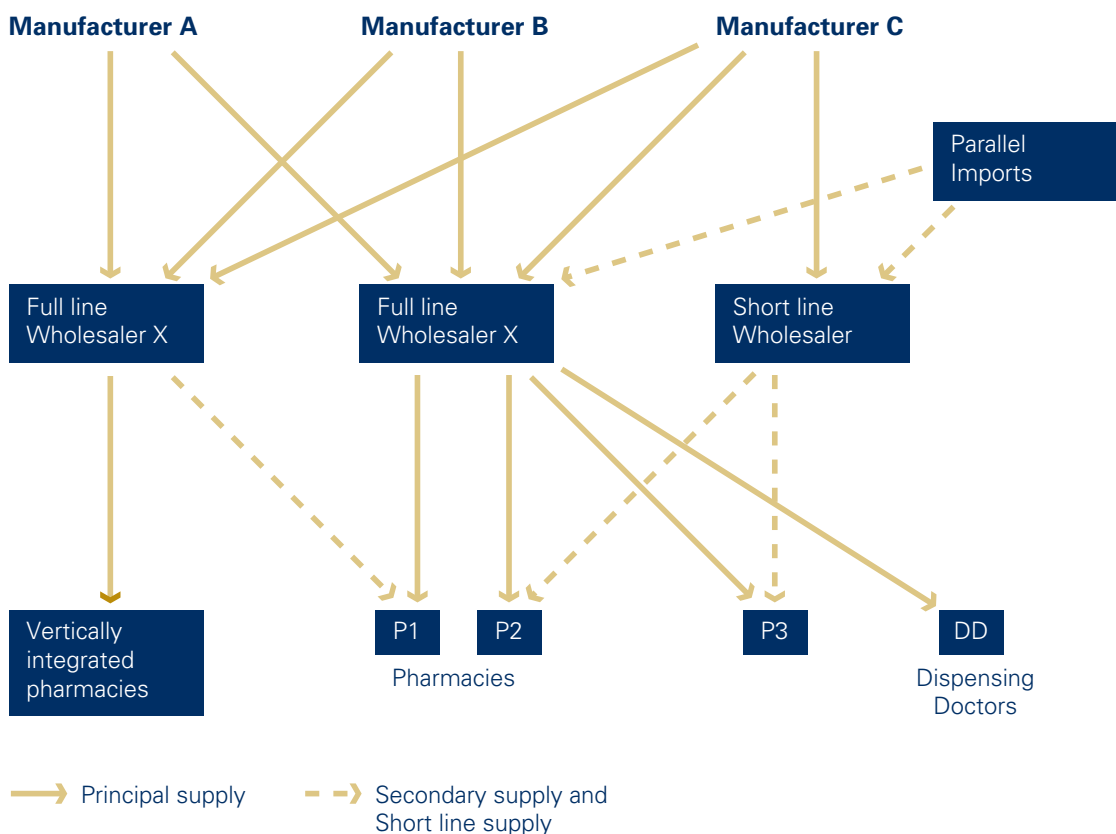 Manufacturer A
Manufacturer B
Manufacturer C
Parallel
Imports
Full line
Wholesaler X
Full line
Wholesaler X
Short line
Wholesaler
Vertically
integrated
pharmacies
P1
P2
P3
DD
Pharmacies
Dispensing
Doctors
Principal supply
Secondary supply and
Short line supply